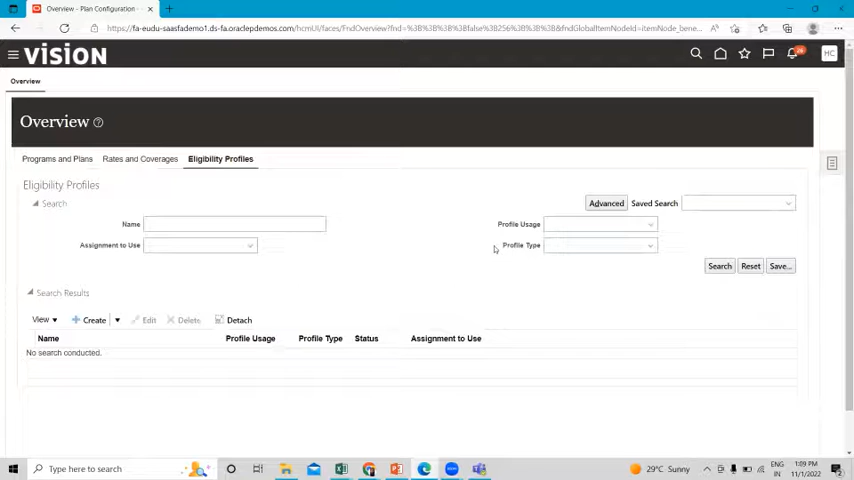 Overview - Plan Configuration -
https://fa-eudu-saasfademo1.ds-fa.oraclepdemos.com/hcmUI/faces/FndOverview?fnd=%3B%3B%3B%3Bfalse%3B256%3B%3B%3B&fndGlobalItemNodeId=itemNode_bene...
VISION
26
HC
Overview
Overview
Programs and Plans Rates and Coverages Eligibility Profiles
Eligibility Profiles
Search Advanced Saved Search
Name Profile Usage
Assignment to Use Profile Type
Search Reset Save...
Search Results
View Create Edit Delete Detach
Name Profile Usage Profile Type Status Assignment to Use
No search conducted.
Type here to search 29°C Sunny ENG 1:09 PM
IN 11/1/2022 2